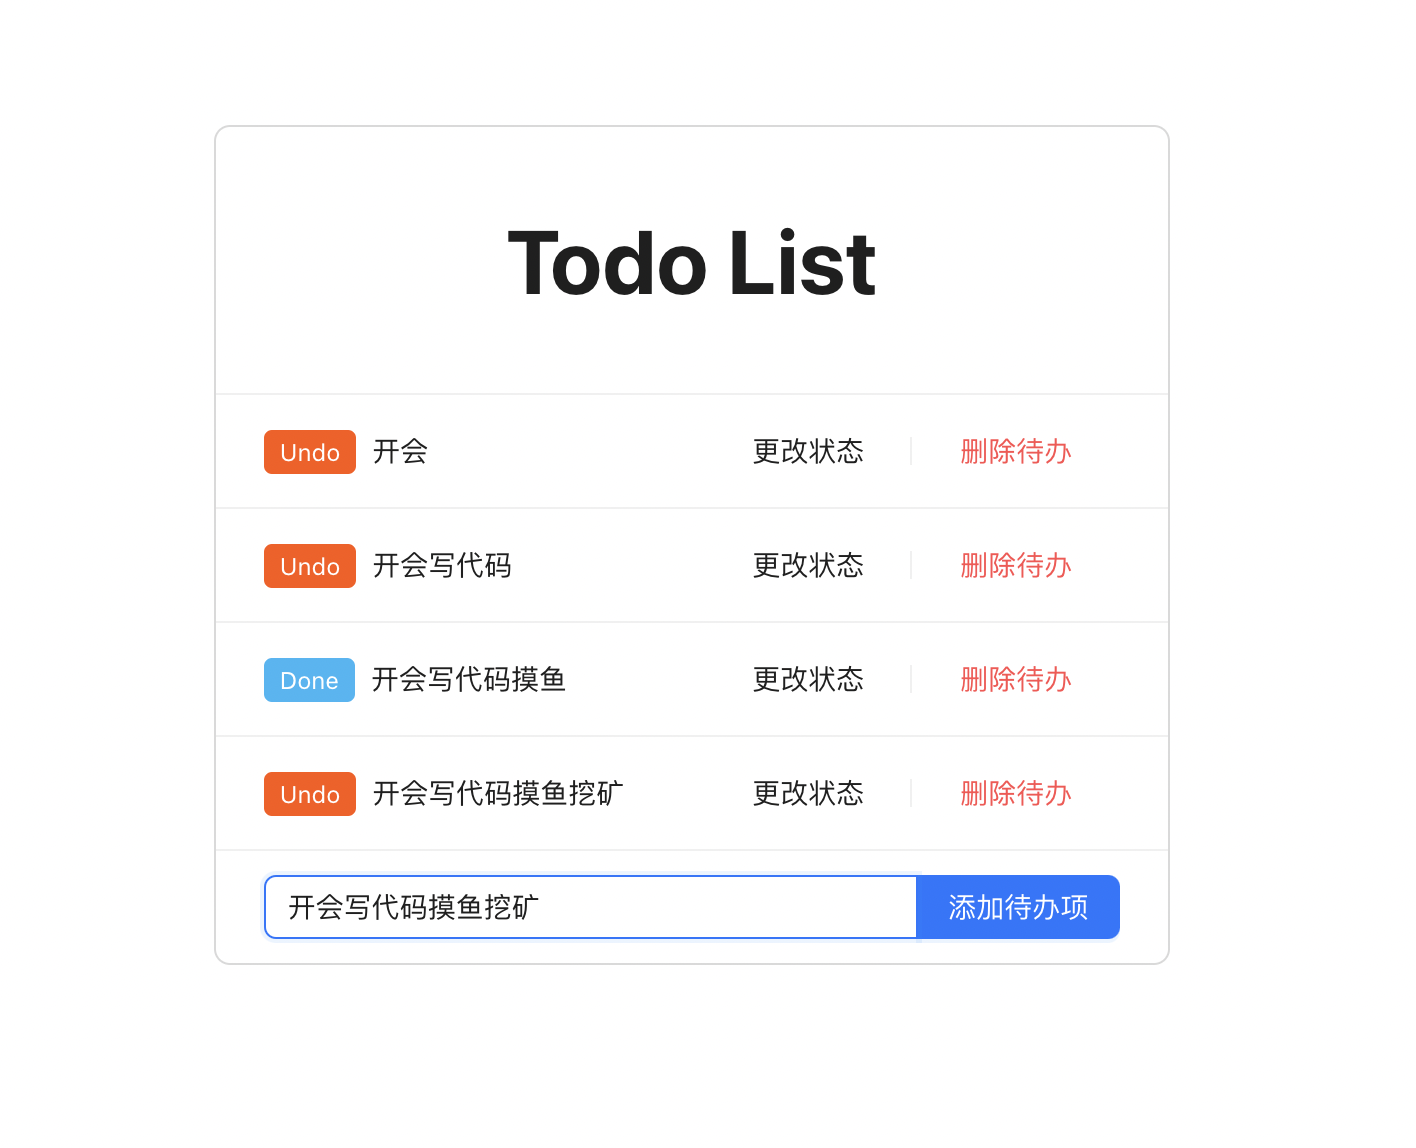 Todo List
Undo 开会 更改状态 删除待办
Undo 开会写代码 更改状态 删除待办
Done 开会写代码摸鱼 更改状态 删除待办
Undo 开会写代码摸鱼挖矿 更改状态 删除待办
开会写代码摸鱼挖矿 添加待办项